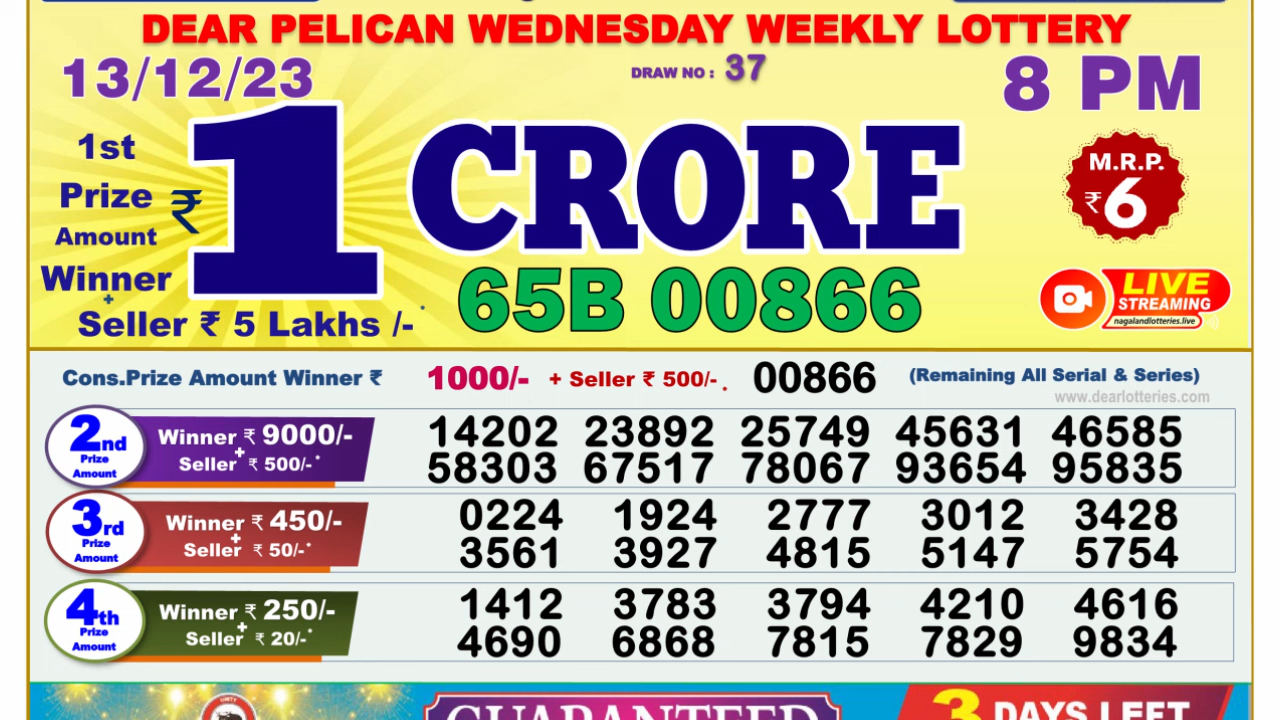 DEAR PELICAN WEDNESDAY WEEKLY LOTTERY
13/12/23
DRAW NO : 37
8 PM
1st
Prize
Amount
₹ 1 CRORE
Winner
+
Seller ₹ 5 Lakhs /-
65B 00866
M.R.P.
₹6
LIVE
STREAMING
nagalandlotteries.live
Cons.Prize Amount Winner ₹ 1000/- + Seller ₹ 500/- . 00866 (Remaining All Serial & Series)
www.dearlotteries.com
2nd
Prize
Amount
Winner ₹ 9000/-
+
Seller ₹ 500/-*
14202 23892 25749 45631 46585
58303 67517 78067 93654 95835
3rd
Prize
Amount
Winner ₹ 450/-
+
Seller ₹ 50/-*
0224 1924 2777 3012 3428
3561 3927 4815 5147 5754
4th
Prize
Amount
Winner ₹ 250/-
+
Seller ₹ 20/-*
1412 3783 3794 4210 4616
4690 6868 7815 7829 9834
GUARANTEED
3 DAYS LEFT